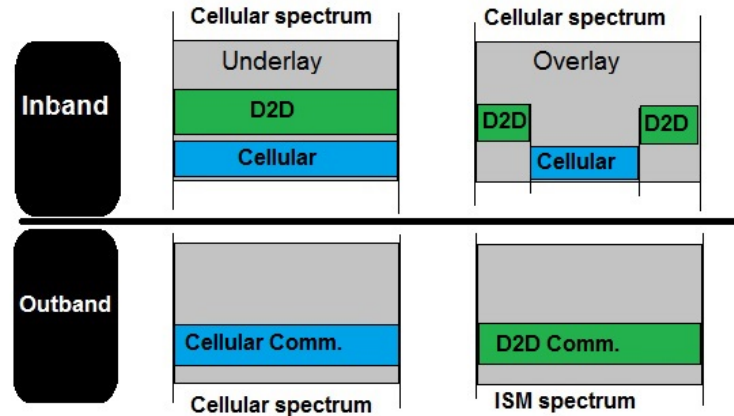 Cellular spectrum
Cellular spectrum
Inband
Underlay
Overlay
D2D
D2D
D2D
Cellular
Cellular
Outband
Cellular Comm.
D2D Comm.
Cellular spectrum
ISM spectrum